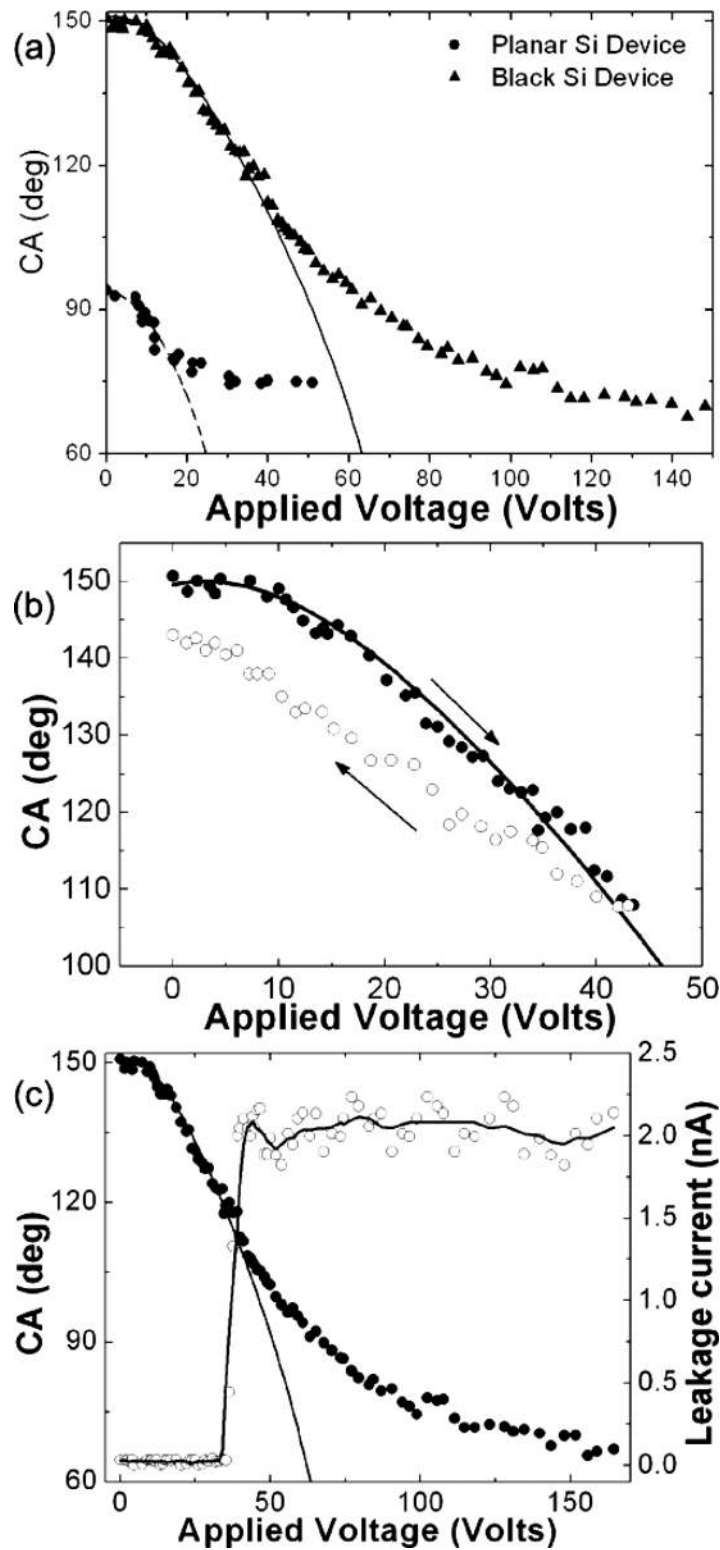 (a)
Planar Si Device
Black Si Device
CA (deg)
150
120
90
60
0 20 40 60 80 100 120 140
Applied Voltage (Volts)
(b)
CA (deg)
150
140
130
120
110
100
0 10 20 30 40 50
Applied Voltage (Volts)
(c)
CA (deg)
150
120
90
60
2.5
2.0
1.5
1.0
0.5
0.0
Leakage current (nA)
0 50 100 150
Applied Voltage (Volts)